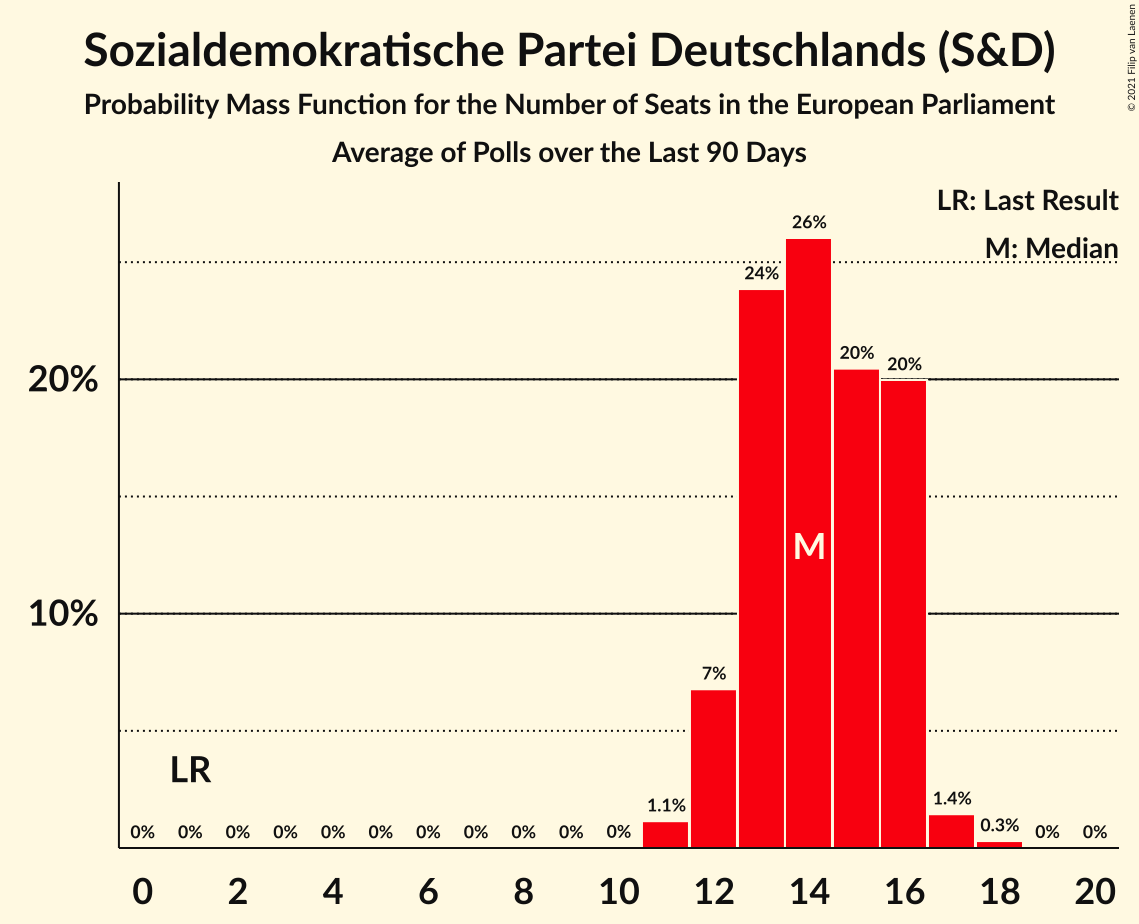 Sozialdemokratische Partei Deutschlands (S&D)
Probability Mass Function for the Number of Seats in the European Parliament
Average of Polls over the Last 90 Days
© 2021 Filip van Laenen
LR: Last Result
M: Median
26%
24%
20%
20% 20%
M
10%
7%
LR
1.1% 1.4%
0% 0% 0% 0% 0% 0% 0% 0% 0% 0% 0% 0.3% 0% 0%
0 2 4 6 8 10 12 14 16 18 20